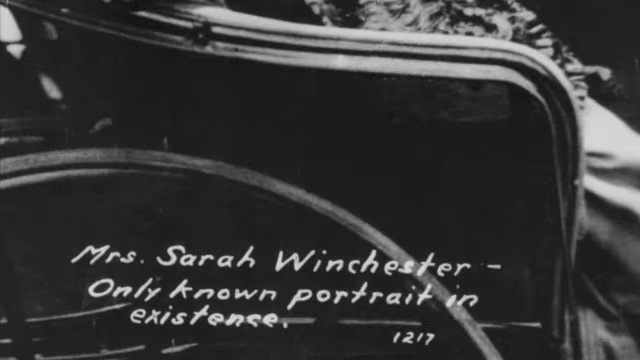 Mrs. Sarah Winchester -
Only known portrait in
existence.
1217